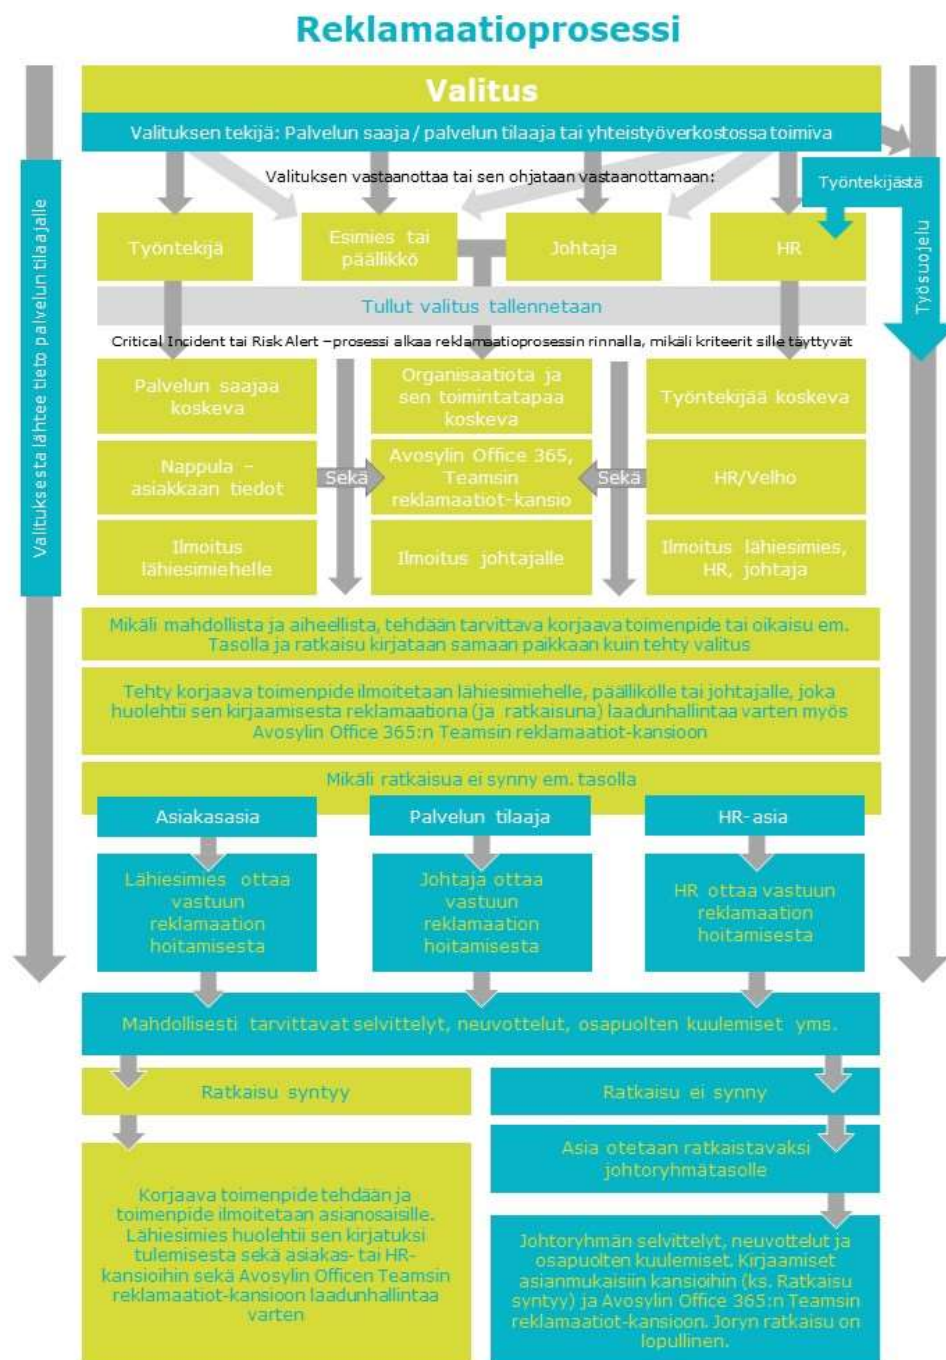 Reklamaatioprosessi
Valitus
Valituksen tekijä: Palvelun saaja / palvelun tilaaja tai yhteistyöverkostossa toimiva
Valituksen vastaanottaa tai sen ohjataan vastaanottamaan:
Työntekijästä
Työsuojelu
Valituksesta lähtee tieto palvelun tilaajalle
Työntekijä
Esimies tai
päällikkö
Johtaja
HR
Tullut valitus tallennetaan
Critical Incident tai Risk Alert –prosessi alkaa reklamaatioprosessin rinnalla, mikäli kriteerit sille täyttyvät
Palvelun saajaa
koskeva
Organisaatiota ja
sen toimintatapaa
koskeva
Työntekijää koskeva
Nappula –
asiakkaan tiedot
Sekä
Avosylin Office 365,
Teamsin
reklamaatiot-kansio
Sekä
HR/Velho
Ilmoitus
lähiesimiehelle
Ilmoitus johtajalle
Ilmoitus lähiesimies,
HR, johtaja
Mikäli mahdollista ja aiheellista, tehdään tarvittava korjaava toimenpide tai oikaisu em.
Tasolla ja ratkaisu kirjataan samaan paikkaan kuin tehty valitus
Tehty korjaava toimenpide ilmoitetaan lähiesimiehelle, päällikölle tai johtajalle, joka
huolehtii sen kirjaamisesta reklamaationa (ja ratkaisuna) laadunhallintaa varten myös
Avosylin Office 365:n Teamsin reklamaatiot-kansioon
Mikäli ratkaisua ei synny em. tasolla
Asiakasasia
Palvelun tilaaja
HR-asia
Lähiesimies ottaa
vastuun
reklamaation
hoitamisesta
Johtaja ottaa
vastuun
reklamaation
hoitamisesta
HR ottaa vastuun
reklamaation
hoitamisesta
Mahdollisesti tarvittavat selvittelyt, neuvottelut, osapuolten kuulemiset yms.
Ratkaisu syntyy
Ratkaisu ei synny
Asia otetaan ratkaistavaksi
johtoryhmätasolle
Korjaava toimenpide tehdään ja
toimenpide ilmoitetaan asianosaisille.
Lähiesimies huolehtii sen kirjatuksi
tulemisesta sekä asiakas- tai HR-
kansioihin sekä Avosylin Officen Teamsin
reklamaatiot-kansioon laadunhallintaa
varten
Johtoryhmän selvittelyt, neuvottelut ja
osapuolten kuulemiset. Kirjaamiset
asianmukaisiin kansioihin (ks. Ratkaisu
syntyy) ja Avosylin Office 365:n Teamsin
reklamaatiot-kansioon. Joryn ratkaisu on
lopullinen.